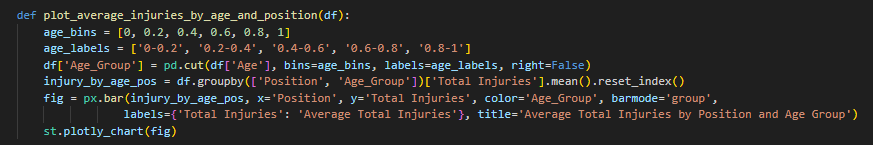 def plot_average_injuries_by_age_and_position(df):
    age_bins = [0, 0.2, 0.4, 0.6, 0.8, 1]
    age_labels = ['0-0.2', '0.2-0.4', '0.4-0.6', '0.6-0.8', '0.8-1']
    df['Age_Group'] = pd.cut(df['Age'], bins=age_bins, labels=age_labels, right=False)
    injury_by_age_pos = df.groupby(['Position', 'Age_Group'])['Total Injuries'].mean().reset_index()
    fig = px.bar(injury_by_age_pos, x='Position', y='Total Injuries', color='Age_Group', barmode='group',
                labels={'Total Injuries': 'Average Total Injuries'}, title='Average Total Injuries by Position and Age Group')
    st.plotly_chart(fig)